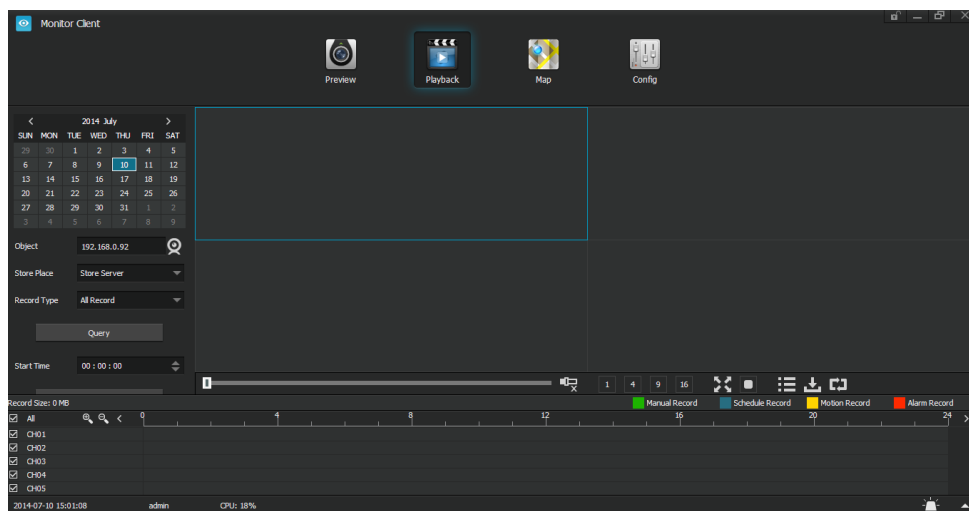 Monitor Client
Preview Playback Map Config
2014 July
SUN MON TUE WED THU FRI SAT
29 30 1 2 3 4 5
6 7 8 9 10 11 12
13 14 15 16 17 18 19
20 21 22 23 24 25 26
27 28 29 30 31 1 2
3 4 5 6 7 8 9
Object 192.168.0.92
Store Place Store Server
Record Type All Record
Query
Start Time 00 : 00 : 00
1 4 9 16
Record Size: 0 MB Manual Record Schedule Record Motion Record Alarm Record
All 0 4 8 12 16 20 24
CH01
CH02
CH03
CH04
CH05
2014-07-10 15:01:08 admin CPU: 18%